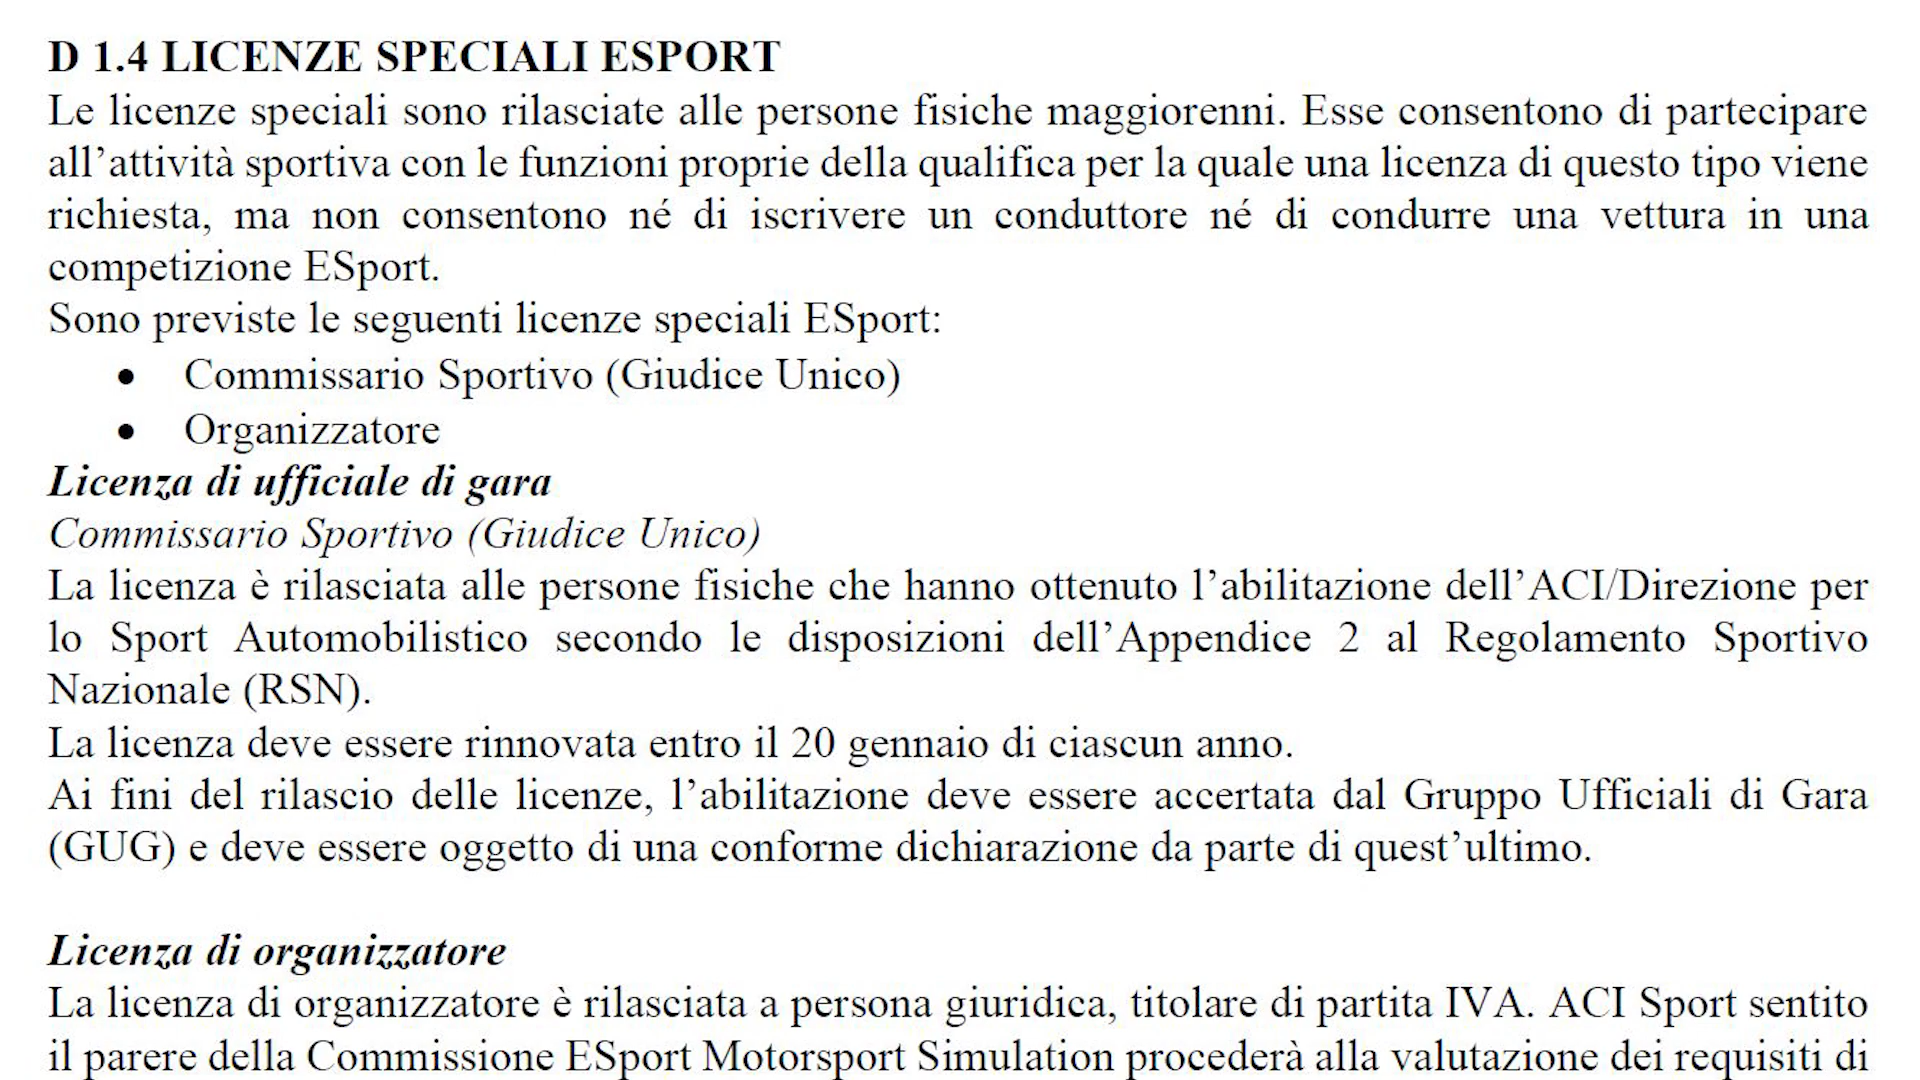 D 1.4 LICENZE SPECIALI ESPORT
Le licenze speciali sono rilasciate alle persone fisiche maggiorenni. Esse consentono di partecipare
all’attività sportiva con le funzioni proprie della qualifica per la quale una licenza di questo tipo viene
richiesta, ma non consentono né di iscrivere un conduttore né di condurre una vettura in una
competizione ESport.
Sono previste le seguenti licenze speciali ESport:
• Commissario Sportivo (Giudice Unico)
• Organizzatore
Licenza di ufficiale di gara
Commissario Sportivo (Giudice Unico)
La licenza è rilasciata alle persone fisiche che hanno ottenuto l’abilitazione dell’ACI/Direzione per
lo Sport Automobilistico secondo le disposizioni dell’Appendice 2 al Regolamento Sportivo
Nazionale (RSN).
La licenza deve essere rinnovata entro il 20 gennaio di ciascun anno.
Ai fini del rilascio delle licenze, l’abilitazione deve essere accertata dal Gruppo Ufficiali di Gara
(GUG) e deve essere oggetto di una conforme dichiarazione da parte di quest’ultimo.
Licenza di organizzatore
La licenza di organizzatore è rilasciata a persona giuridica, titolare di partita IVA. ACI Sport sentito
il parere della Commissione ESport Motorsport Simulation procederà alla valutazione dei requisiti di